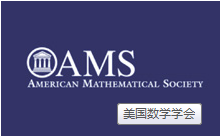 AMS
AMERICAN MATHEMATICAL SOCIETY
美国数学学会